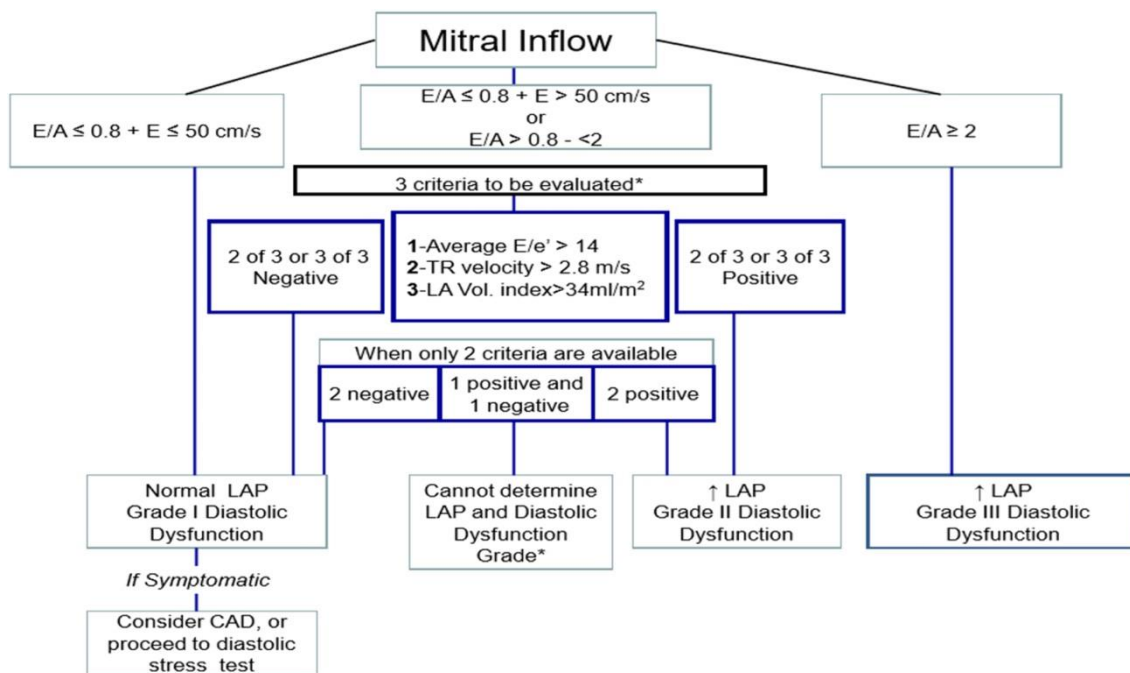 Mitral Inflow
E/A ≤ 0.8 + E ≤ 50 cm/s
E/A ≤ 0.8 + E > 50 cm/s
or
E/A > 0.8 - <2
E/A ≥ 2
3 criteria to be evaluated*
2 of 3 or 3 of 3
Negative
1-Average E/e’ > 14
2-TR velocity > 2.8 m/s
3-LA Vol. index>34ml/m²
2 of 3 or 3 of 3
Positive
When only 2 criteria are available
2 negative
1 positive and
1 negative
2 positive
Normal LAP
Grade I Diastolic
Dysfunction
Cannot determine
LAP and Diastolic
Dysfunction
Grade*
↑ LAP
Grade II Diastolic
Dysfunction
↑ LAP
Grade III Diastolic
Dysfunction
If Symptomatic
Consider CAD, or
proceed to diastolic
stress test